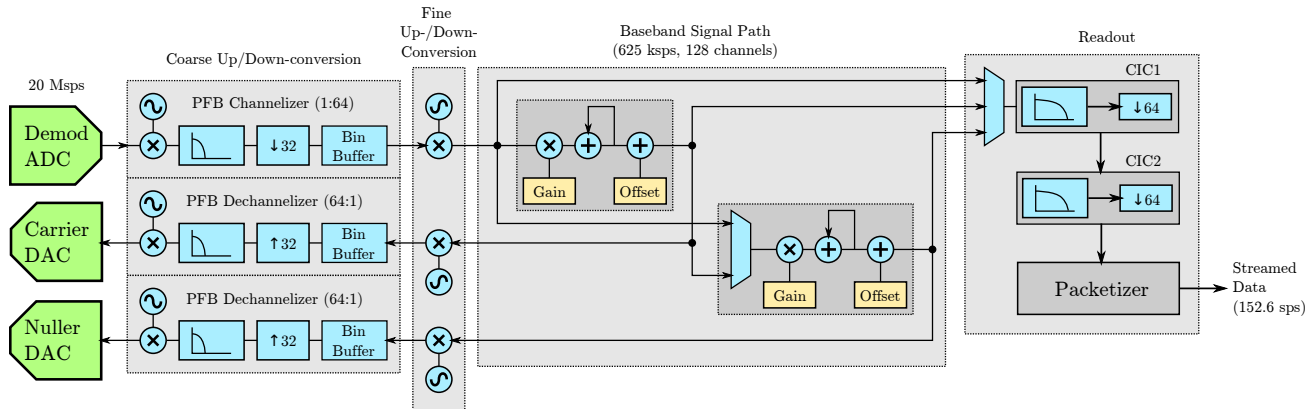 Fine
Up-/Down-
Conversion
Baseband Signal Path
(625 ksps, 128 channels)
Readout
Coarse Up/Down-conversion
20 Msps
PFB Channelizer (1:64)
CIC1
Demod
ADC
↓32
Bin
Buffer
↓64
Gain
Offset
CIC2
↓64
PFB Dechannelizer (64:1)
Carrier
DAC
↑32
Bin
Buffer
Gain
Offset
Packetizer
Streamed
Data
(152.6 sps)
PFB Dechannelizer (64:1)
Nuller
DAC
↑32
Bin
Buffer